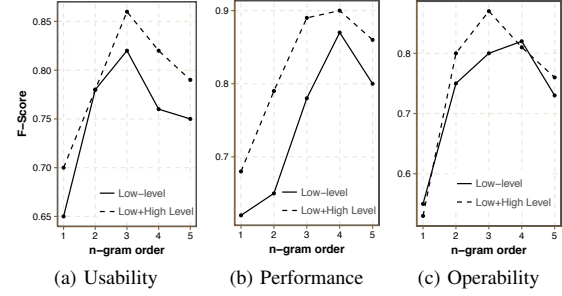 0.85
0.80
0.75
0.70
0.65
F−Score
1 2 3 4 5
n−gram order
Low−level
Low+High Level
(a) Usability
0.9
0.8
0.7
1 2 3 4 5
n−gram order
Low−level
Low+High Level
(b) Performance
0.8
0.7
0.6
1 2 3 4 5
n−gram order
Low−level
Low+High Level
(c) Operability